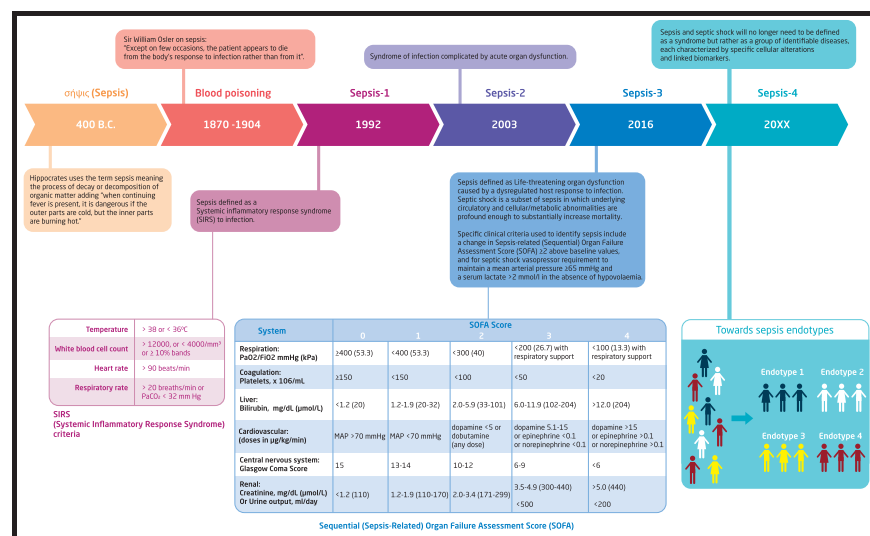 Sir William Osler on sepsis:
"Except on few occasions, the patient appears to die
from the body's response to infection rather than from it".
Syndrome of infection complicated by acute organ dysfunction.
Sepsis and septic shock will no longer need to be defined
as a syndrome but rather as a group of identifiable diseases,
each characterized by specific cellular alterations
and linked biomarkers.
σήψις (Sepsis)
Blood poisoning
Sepsis-1
Sepsis-2
Sepsis-3
Sepsis-4
400 B.C.
1870 -1904
1992
2003
2016
20XX
Hippocrates uses the term sepsis meaning
the process of decay or decomposition of
organic matter adding "when continuing
fever is present, it is dangerous if the
outer parts are cold, but the inner parts
are burning hot."
Sepsis defined as a
Systemic inflammatory response syndrome
(SIRS) to infection.
Sepsis defined as Life-threatening organ dysfunction
caused by a dysregulated host response to infection.
Septic shock is a subset of sepsis in which underlying
circulatory and cellular/metabolic abnormalities are
profound enough to substantially increase mortality.
Specific clinical criteria used to identify sepsis include
a change in Sepsis-related (Sequential) Organ Failure
Assessment Score (SOFA) ≥2 above baseline values,
and for septic shock vasopressor requirement to
maintain a mean arterial pressure ≥65 mmHg and
a serum lactate >2 mmol/l in the absence of hypovolaemia.
Temperature > 38 or < 36ºC
White blood cell count > 12000, or < 4000/mm³
or ≥ 10% bands
Heart rate > 90 beats/min
Respiratory rate > 20 breaths/min or
PaCO₂ < 32 mm Hg
SIRS
(Systemic Inflammatory Response Syndrome)
criteria
System SOFA Score
0 1 2 3 4
Respiration:
PaO2/FiO2 mmHg (kPa) ≥400 (53.3) <400 (53.3) <300 (40) <200 (26.7) with
respiratory support <100 (13.3) with
respiratory support
Coagulation:
Platelets, x 106/mL ≥150 <150 <100 <50 <20
Liver:
Bilirubin, mg/dL (µmol/L) <1.2 (20) 1.2-1.9 (20-32) 2.0-5.9 (33-101) 6.0-11.9 (102-204) >12.0 (204)
Cardiovascular:
(doses in µg/kg/min) MAP >70 mmHg MAP <70 mmHg dopamine <5 or
dobutamine
(any dose) dopamine 5.1-15
or epinephrine <0.1
or norepinephrine <0.1 dopamine >15
or epinephrine >0.1
or norepinephrine >0.1
Central nervous system:
Glasgow Coma Score 15 13-14 10-12 6-9 <6
Renal:
Creatinine, mg/dL (µmol/L)
Or Urine output, ml/day <1.2 (110) 1.2-1.9 (110-170) 2.0-3.4 (171-299) 3.5-4.9 (300-440)
<500 >5.0 (440)
<200
Sequential (Sepsis-Related) Organ Failure Assessment Score (SOFA)
Towards sepsis endotypes
Endotype 1
Endotype 2
Endotype 3
Endotype 4